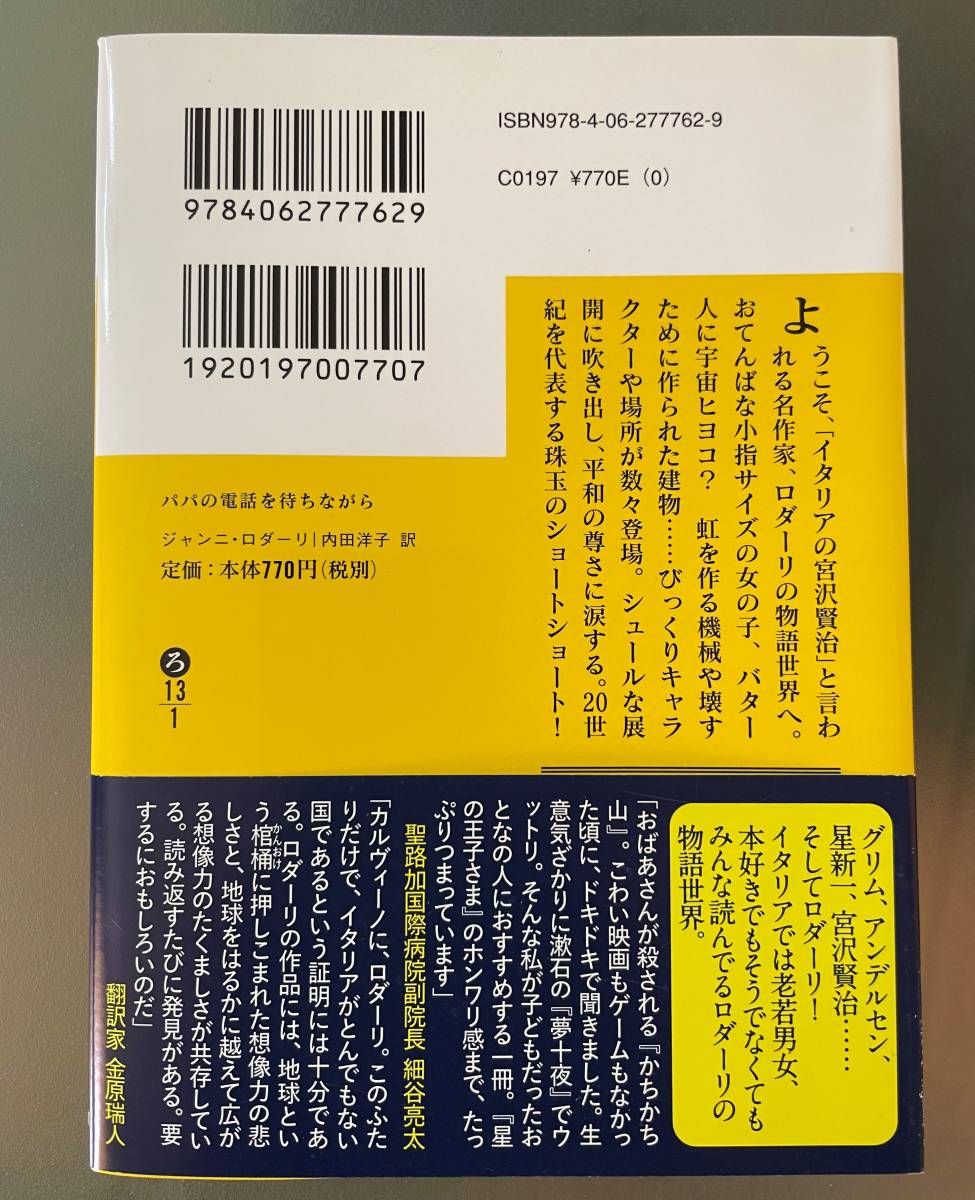 9784062777629
ISBN978-4-06-277762-9
C0197 ¥770E (0)
1920197007707
ようこそ、「イタリアの宮沢賢治」と言わ
れる名作家、ロダーリの物語世界へ。
おてんばな小指サイズの女の子、バター
人に宇宙ヒヨコ？　虹を作る機械や壊す
ために作られた建物……びっくりキャラ
クターや場所が数々登場。シュールな展
開に吹き出し、平和の尊さに涙する。20世
紀を代表する珠玉のショートショート！
パパの電話を待ちながら
ジャンニ・ロダーリ|内田洋子 訳
定価：本体770円（税別）
ろ
13
1
グリム、アンデルセン、
星新一、宮沢賢治……
そしてロダーリ！
イタリアでは老若男女、
本好きでもそうでなくても
みんな読んでるロダーリの
物語世界。
「おばあさんが殺される『かちかち
山』。こわい映画もゲームもなかっ
た頃に、ドキドキで聞きました。生
意気ざかりに漱石の『夢十夜』でウ
ットリ。そんな私が子どもだったお
となの人におすすめする一冊。『星
の王子さま』のホンワリ感まで、たっ
ぷりつまっています」
聖路加国際病院副院長 細谷亮太
「カルヴィーノに、ロダーリ。このふた
りだけで、イタリアがとんでもない
国であるという証明には十分であ
る。ロダーリの作品には、地球とい
う棺桶かんおけに押しこまれた想像力の悲
しさと、地球をはるかに越えて広が
る想像力のたくましさが共存してい
る。読み返すたびに発見がある。要
するにおもしろいのだ」
翻訳家 金原瑞人